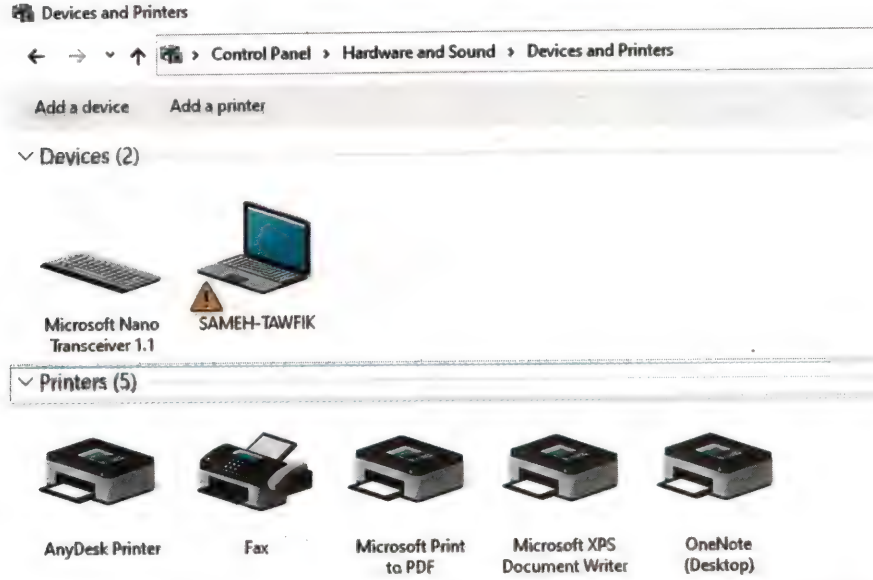 Devices and Printers
Control Panel > Hardware and Sound > Devices and Printers
Add a device Add a printer
Devices (2)
Microsoft Nano
Transceiver 1.1
SAMEH-TAWFIK
Printers (5)
AnyDesk Printer
Fax
Microsoft Print
to PDF
Microsoft XPS
Document Writer
OneNote
(Desktop)